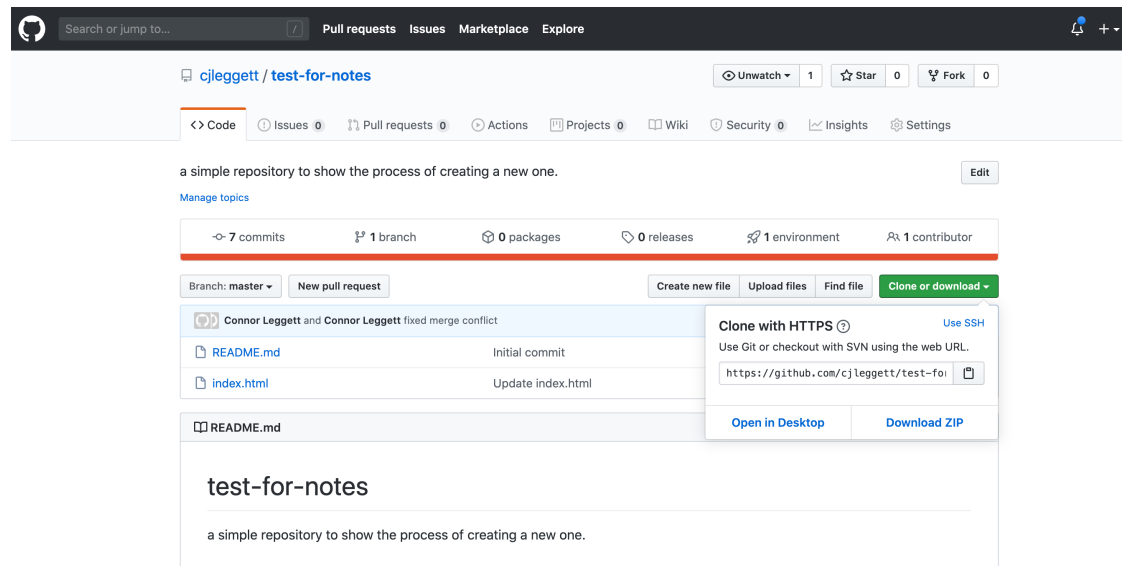 Search or jump to... / Pull requests Issues Marketplace Explore
cjleggett / test-for-notes Unwatch 1 Star 0 Fork 0
<> Code Issues 0 Pull requests 0 Actions Projects 0 Wiki Security 0 Insights Settings
a simple repository to show the process of creating a new one. Edit
Manage topics
7 commits 1 branch 0 packages 0 releases 1 environment 1 contributor
Branch: master New pull request Create new file Upload files Find file Clone or download
Connor Leggett and Connor Leggett fixed merge conflict
README.md Initial commit
index.html Update index.html
Clone with HTTPS ? Use SSH
Use Git or checkout with SVN using the web URL.
https://github.com/cjleggett/test-for
Open in Desktop Download ZIP
README.md
test-for-notes
a simple repository to show the process of creating a new one.